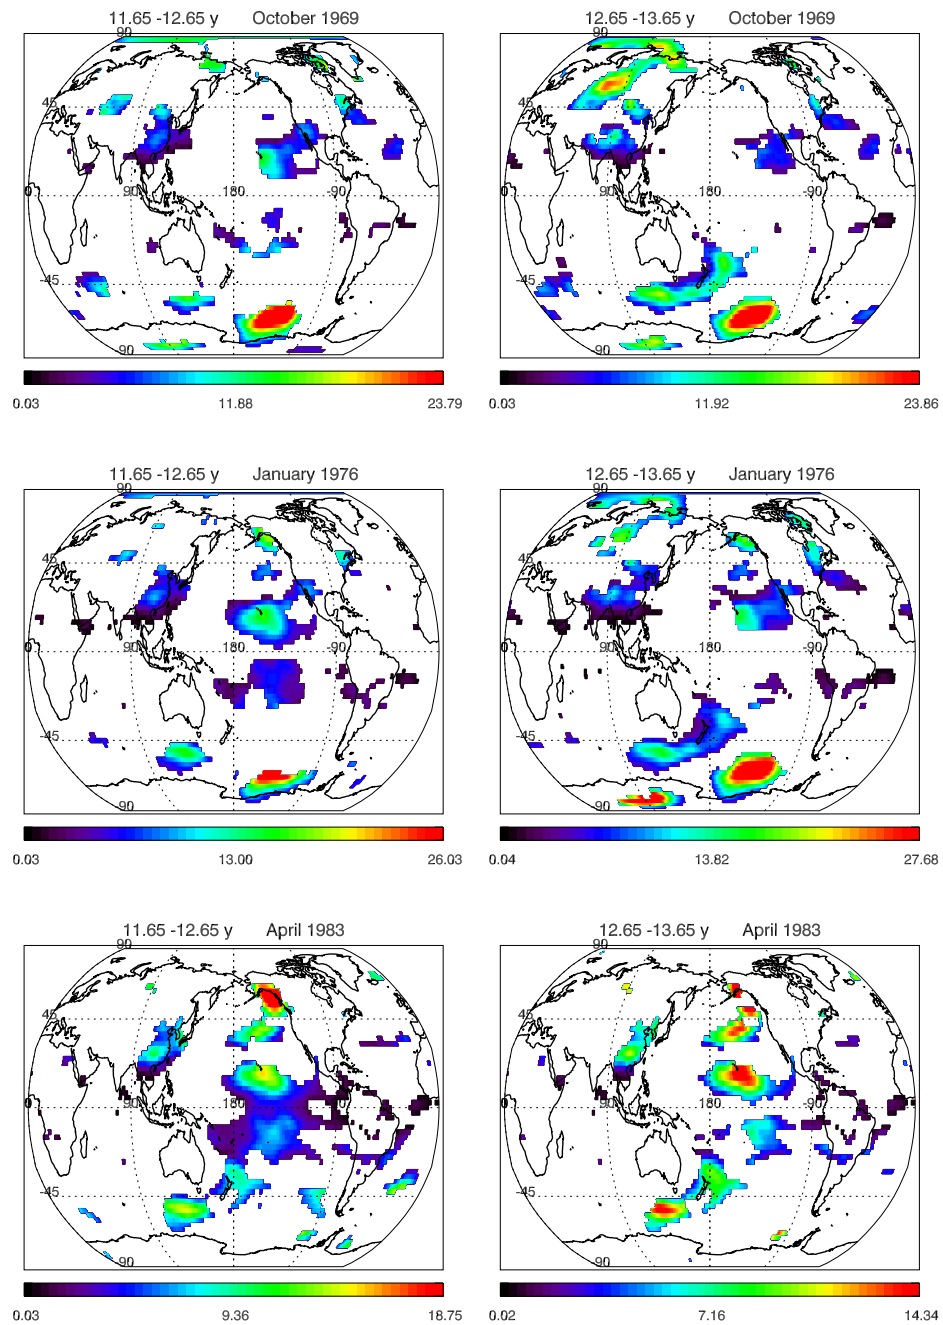 11.65 -12.65 y October 1969
90
45
0 90 180 -90
-45
90
0.03 11.88 23.79
12.65 -13.65 y October 1969
90
45
0 90 180 -90
-45
90
0.03 11.92 23.86
11.65 -12.65 y January 1976
90
45
0 90 180 -90
-45
90
0.03 13.00 26.03
12.65 -13.65 y January 1976
90
45
0 90 180 -90
-45
90
0.04 13.82 27.68
11.65 -12.65 y April 1983
90
45
0 90 180 -90
-45
90
0.03 9.36 18.75
12.65 -13.65 y April 1983
90
45
0 90 180 -90
-45
90
0.02 7.16 14.34